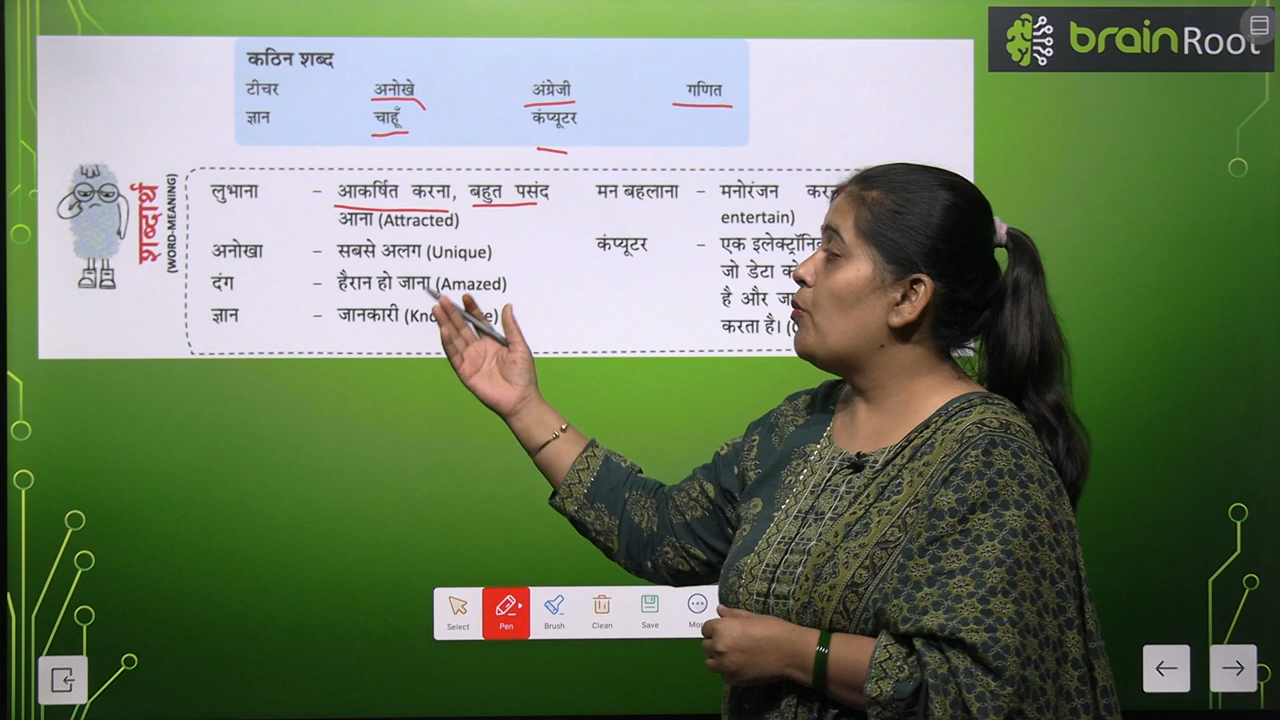 brainRoot
कठिन शब्द
टीचर अनोखे अंग्रेजी गणित
ज्ञान चाहूँ कंप्यूटर
शब्दार्थ
(WORD-MEANING)
लुभाना – आकर्षित करना, बहुत पसंद
आना (Attracted)
अनोखा – सबसे अलग (Unique)
दंग – हैरान हो जाना (Amazed)
ज्ञान – जानकारी
मन बहलाना – मनोरंजन
entertain)
कंप्यूटर – एक
जो डेटा
है और
करता है।
Select Pen Brush Clean Save